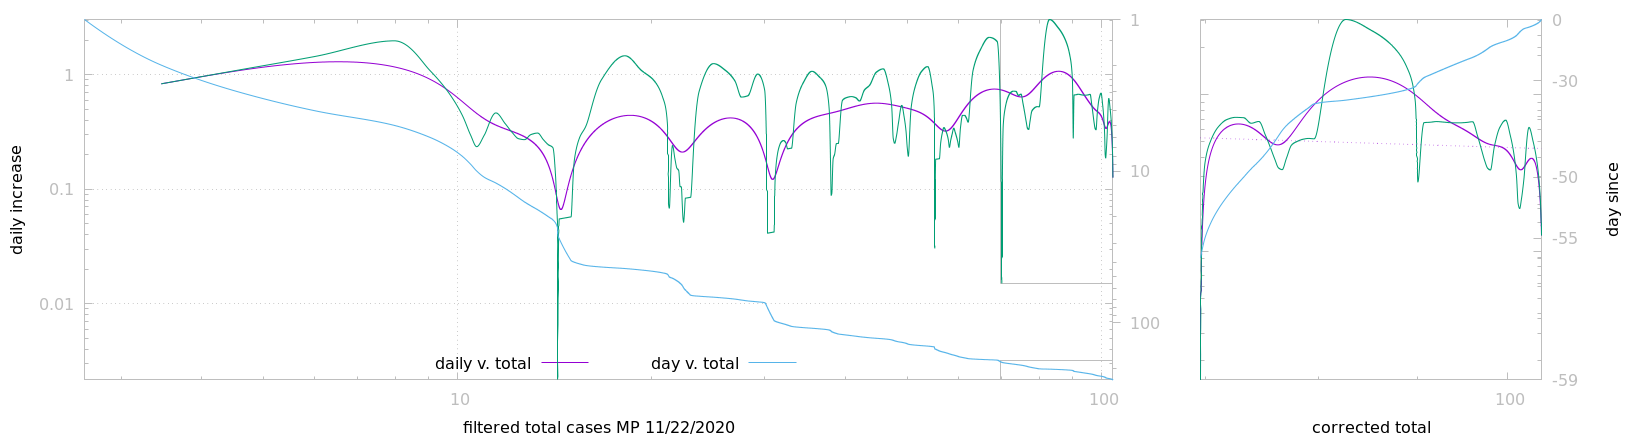 1
0.1
0.01
daily increase
daily v. total
day v. total
10
100
filtered total cases MP 11/22/2020
1
10
100
0
-30
-50
-55
-59
day since
100
corrected total